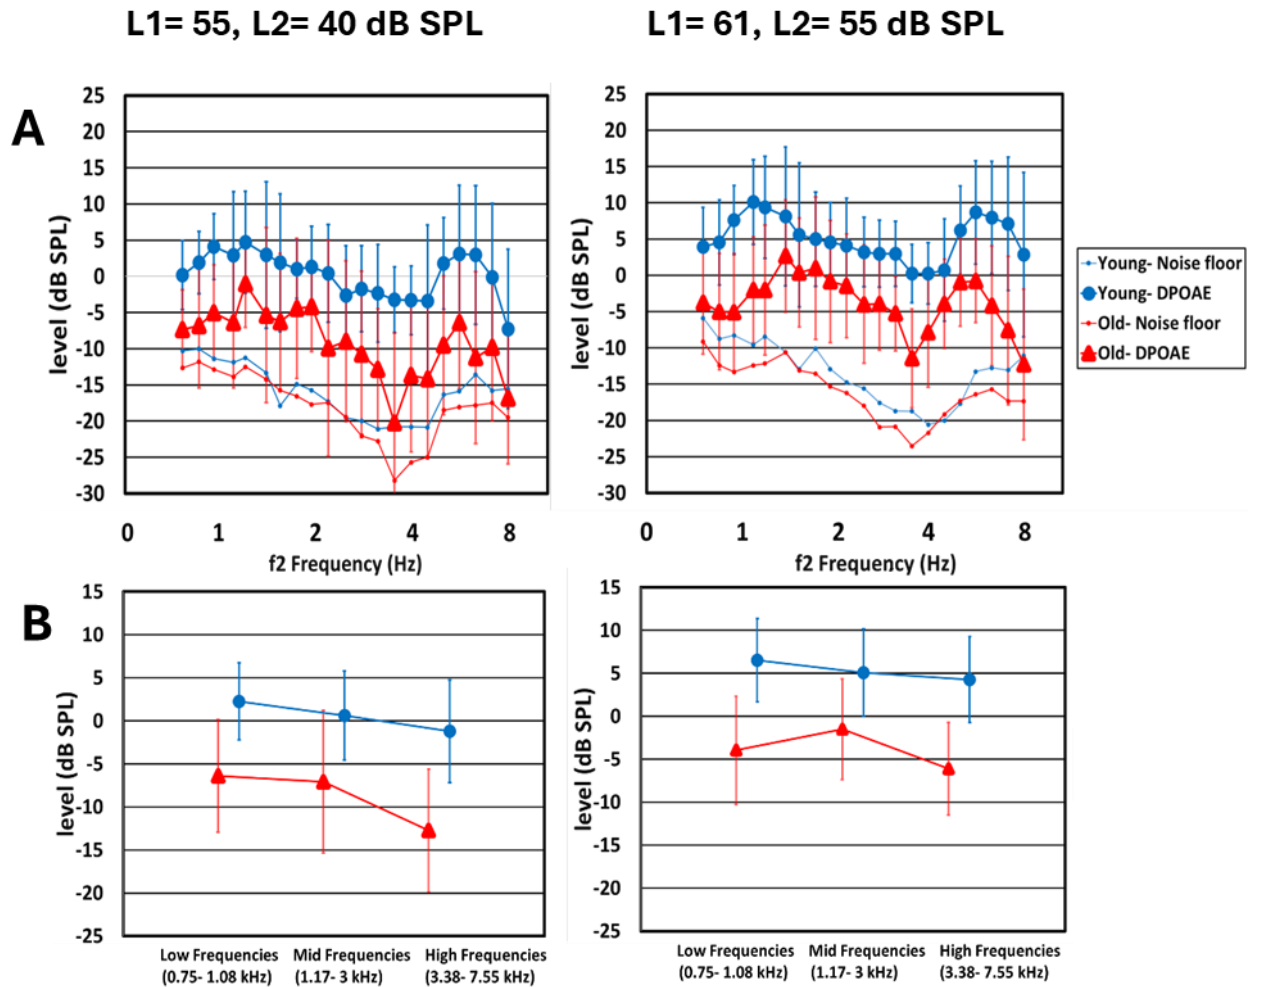 L1= 55, L2= 40 dB SPL
L1= 61, L2= 55 dB SPL
A
level (dB SPL)
25
20
15
10
5
0
-5
-10
-15
-20
-25
-30
0 1 2 4 8
f2 Frequency (Hz)
level (dB SPL)
25
20
15
10
5
0
-5
-10
-15
-20
-25
-30
0 1 2 4 8
f2 Frequency (Hz)
Young- Noise floor
Young- DPOAE
Old- Noise floor
Old- DPOAE
B
level (dB SPL)
15
10
5
0
-5
-10
-15
-20
-25
Low Frequencies
(0.75- 1.08 kHz)
Mid Frequencies
(1.17- 3 kHz)
High Frequencies
(3.38- 7.55 kHz)
level (dB SPL)
15
10
5
0
-5
-10
-15
-20
-25
Low Frequencies
(0.75- 1.08 kHz)
Mid Frequencies
(1.17- 3 kHz)
High Frequencies
(3.38- 7.55 kHz)